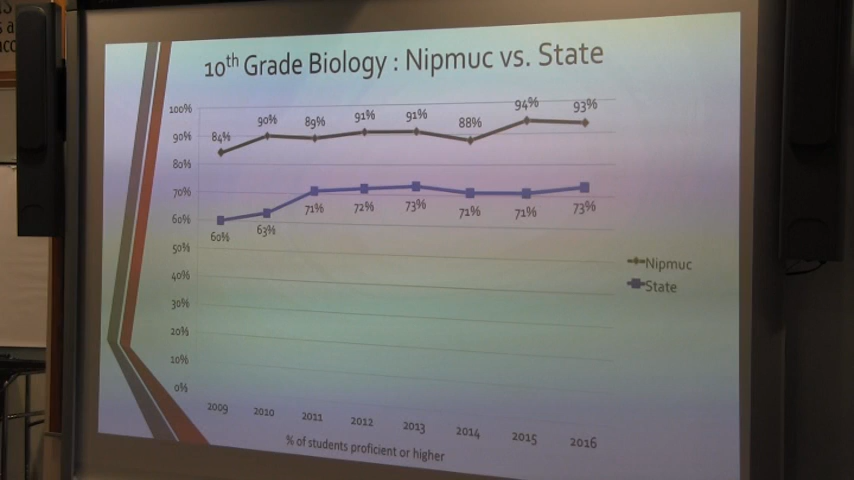 10th Grade Biology : Nipmuc vs. State
100%
90%
80%
70%
60%
50%
40%
30%
20%
10%
0%
84% 90% 89% 91% 91% 88% 94% 93%
60% 63% 71% 72% 73% 71% 71% 73%
Nipmuc
State
2009 2010 2011 2012 2013 2014 2015 2016
% of students proficient or higher